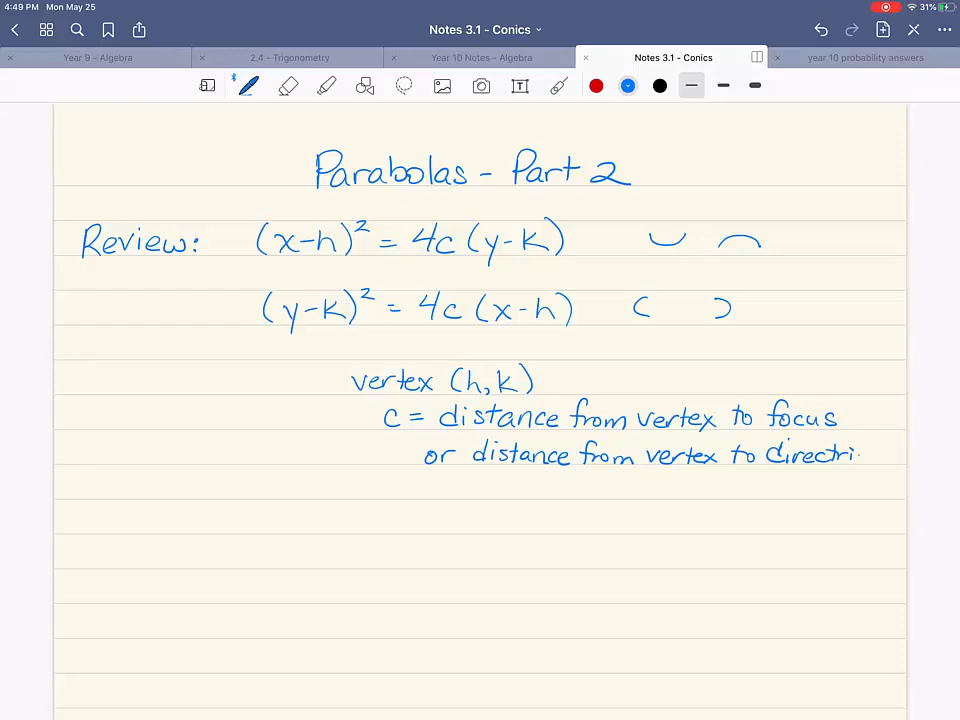 4:49 PM Mon May 25
31%
Notes 3.1 - Conics
Year 9 - Algebra
2.4 - Trigonometry
Year 10 Notes - Algebra
Notes 3.1 - Conics
year 10 probability answers
Parabolas - Part 2
Review: (x-h)² = 4c (y-k)
(y-k)² = 4c (x-h)
vertex (h,k)
c = distance from vertex to focus
or distance from vertex to directri